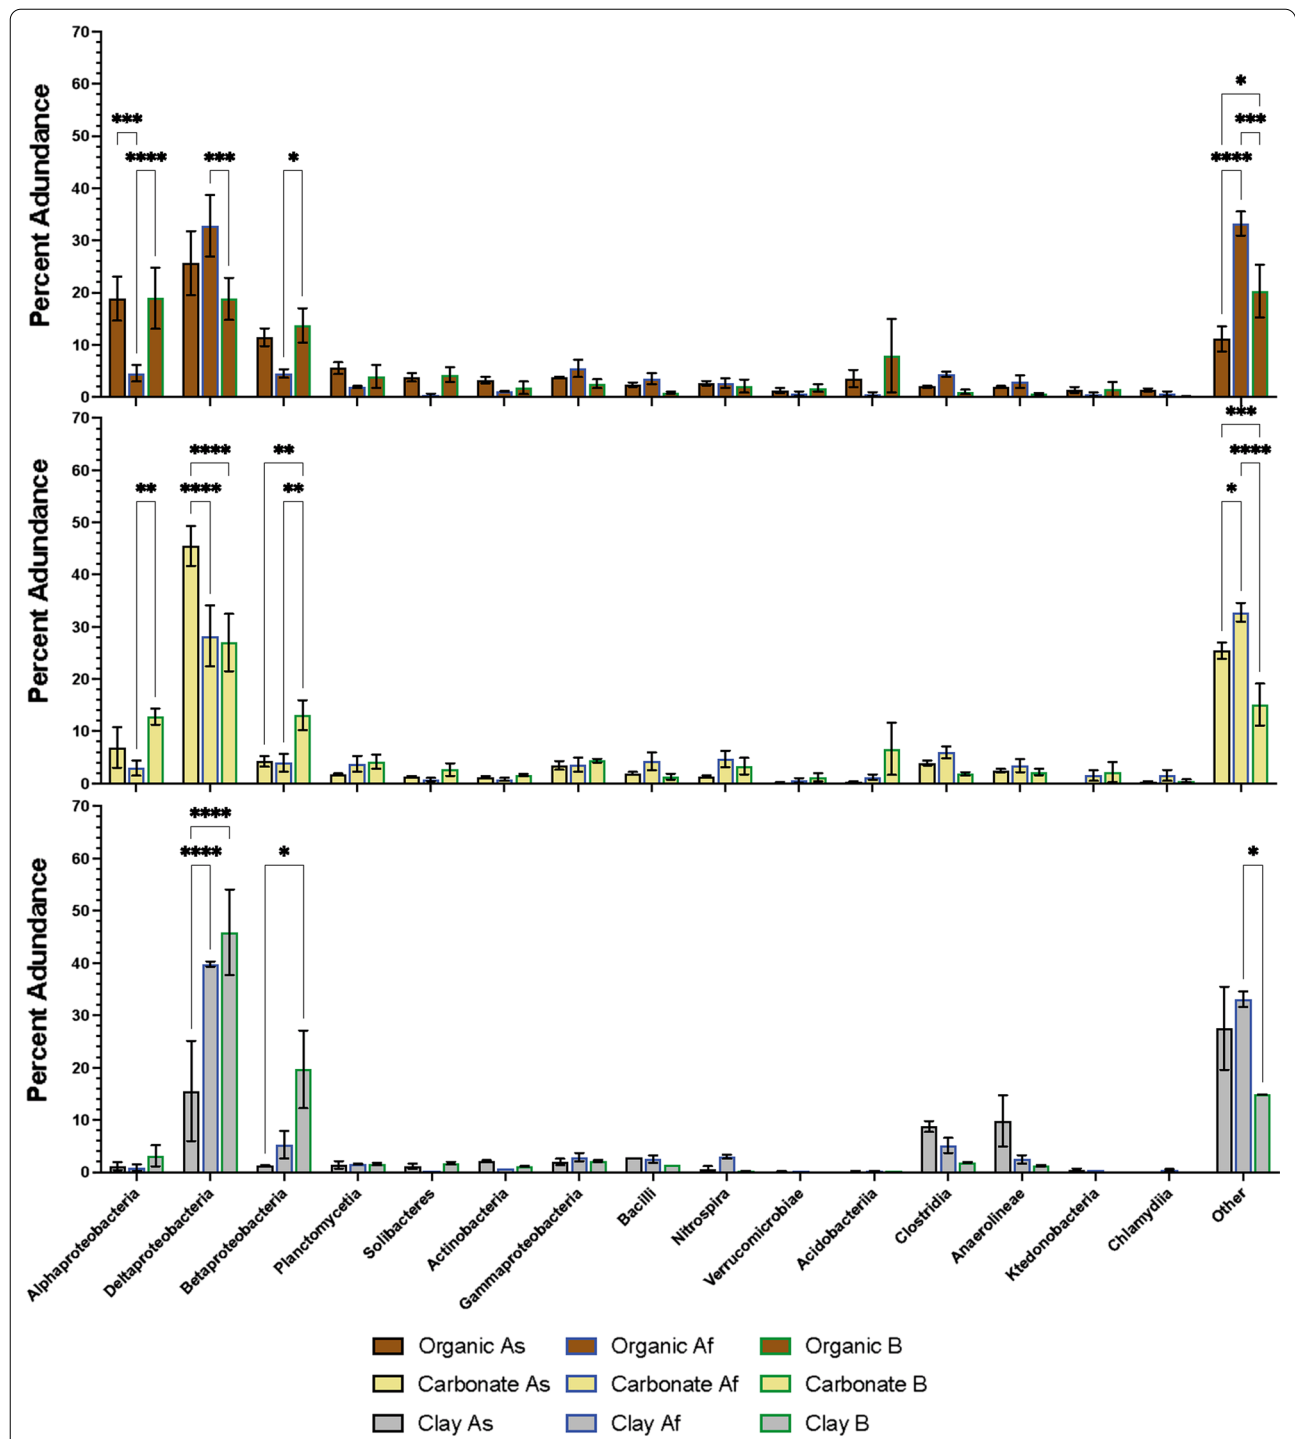 70
60
50
40
30
20
10
0
Percent Adundance
***
****
***
*
*
***
****
70
60
50
40
30
20
10
0
Percent Adundance
**
****
****
**
**
***
****
*
70
60
50
40
30
20
10
0
Percent Adundance
****
****
*
*
Alphaproteobacteria
Deltaproteobacteria
Betaproteobacteria
Planctomycetia
Solibacteres
Actinobacteria
Gammaproteobacteria
Bacilli
Nitrospira
Verrucomicrobiae
Acidobacteriia
Clostridia
Anaerolineae
Ktedonobacteria
Chlamydiia
Other
Organic As Organic Af Organic B
Carbonate As Carbonate Af Carbonate B
Clay As Clay Af Clay B